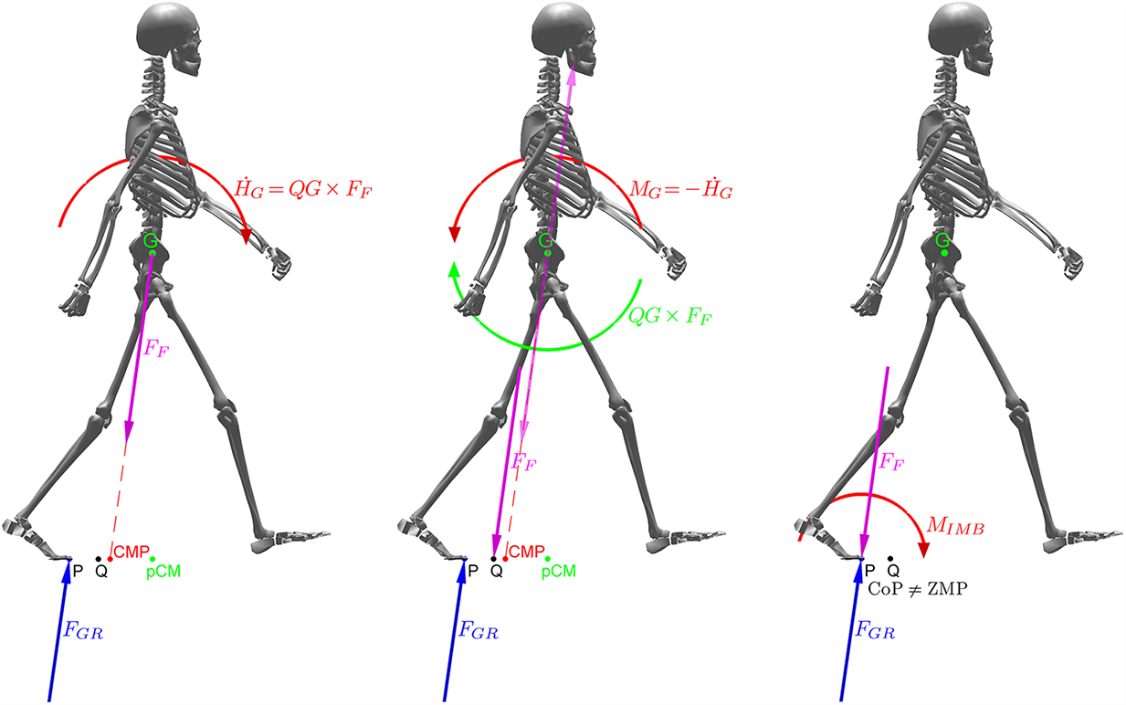 G
Ḣ_G = QG × F_F
F_F
CMP
P
Q
pCM
F_GR
G
M_G = −Ḣ_G
QG × F_F
F_F
CMP
P
Q
pCM
F_GR
G
F_F
M_IMB
P
Q
CoP ≠ ZMP
F_GR